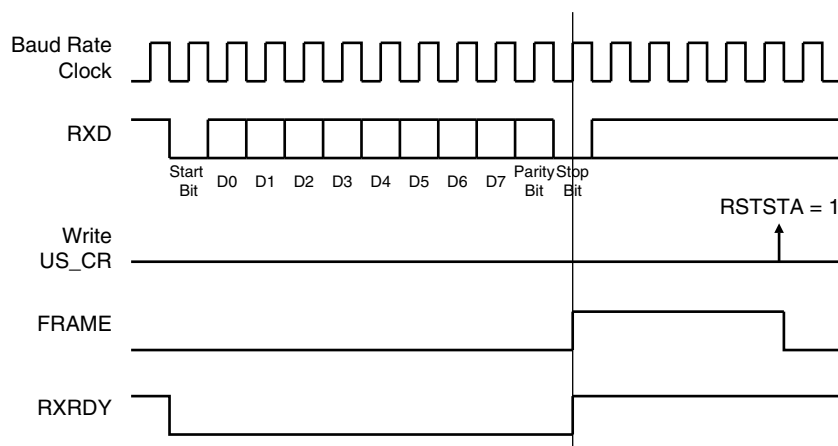 Baud Rate
Clock
RXD
Start
Bit
D0
D1
D2
D3
D4
D5
D6
D7
Parity
Bit
Stop
Bit
RSTSTA = 1
Write
US_CR
FRAME
RXRDY